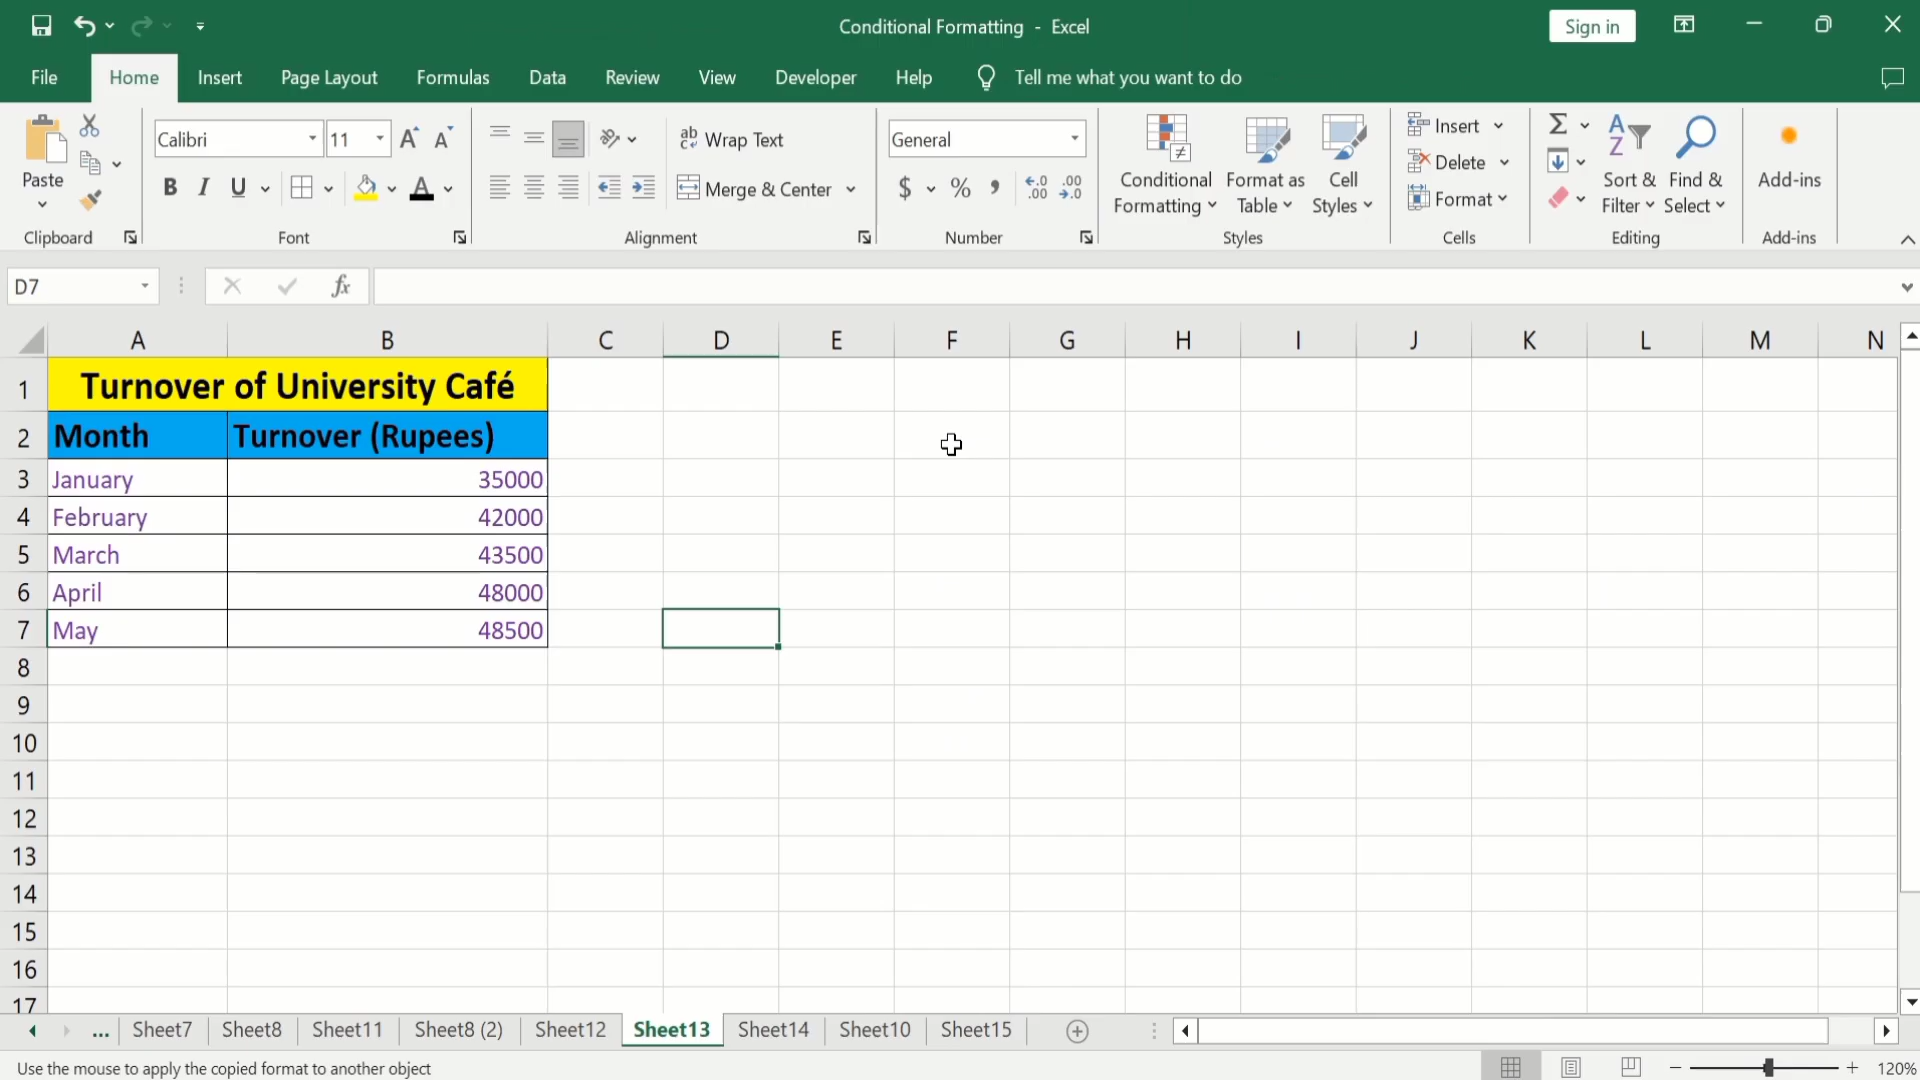 Conditional Formatting - Excel
Sign in
File Home Insert Page Layout Formulas Data Review View Developer Help Tell me what you want to do
Paste
Clipboard
Calibri 11
B I U A
Font
ab Wrap Text
Merge & Center
Alignment
General
$ % ,
Number
Conditional Formatting
Format as Table
Cell Styles
Styles
Insert
Delete
Format
Cells
Sort & Filter
Find & Select
Editing
Add-ins
Add-ins
D7 fx
A B C D E F G H I J K L M N
1 Turnover of University Café
2 Month Turnover (Rupees)
3 January 35000
4 February 42000
5 March 43500
6 April 48000
7 May 48500
8
9
10
11
12
13
14
15
16
17
... Sheet7 Sheet8 Sheet11 Sheet8 (2) Sheet12 Sheet13 Sheet14 Sheet10 Sheet15
Use the mouse to apply the copied format to another object
120%